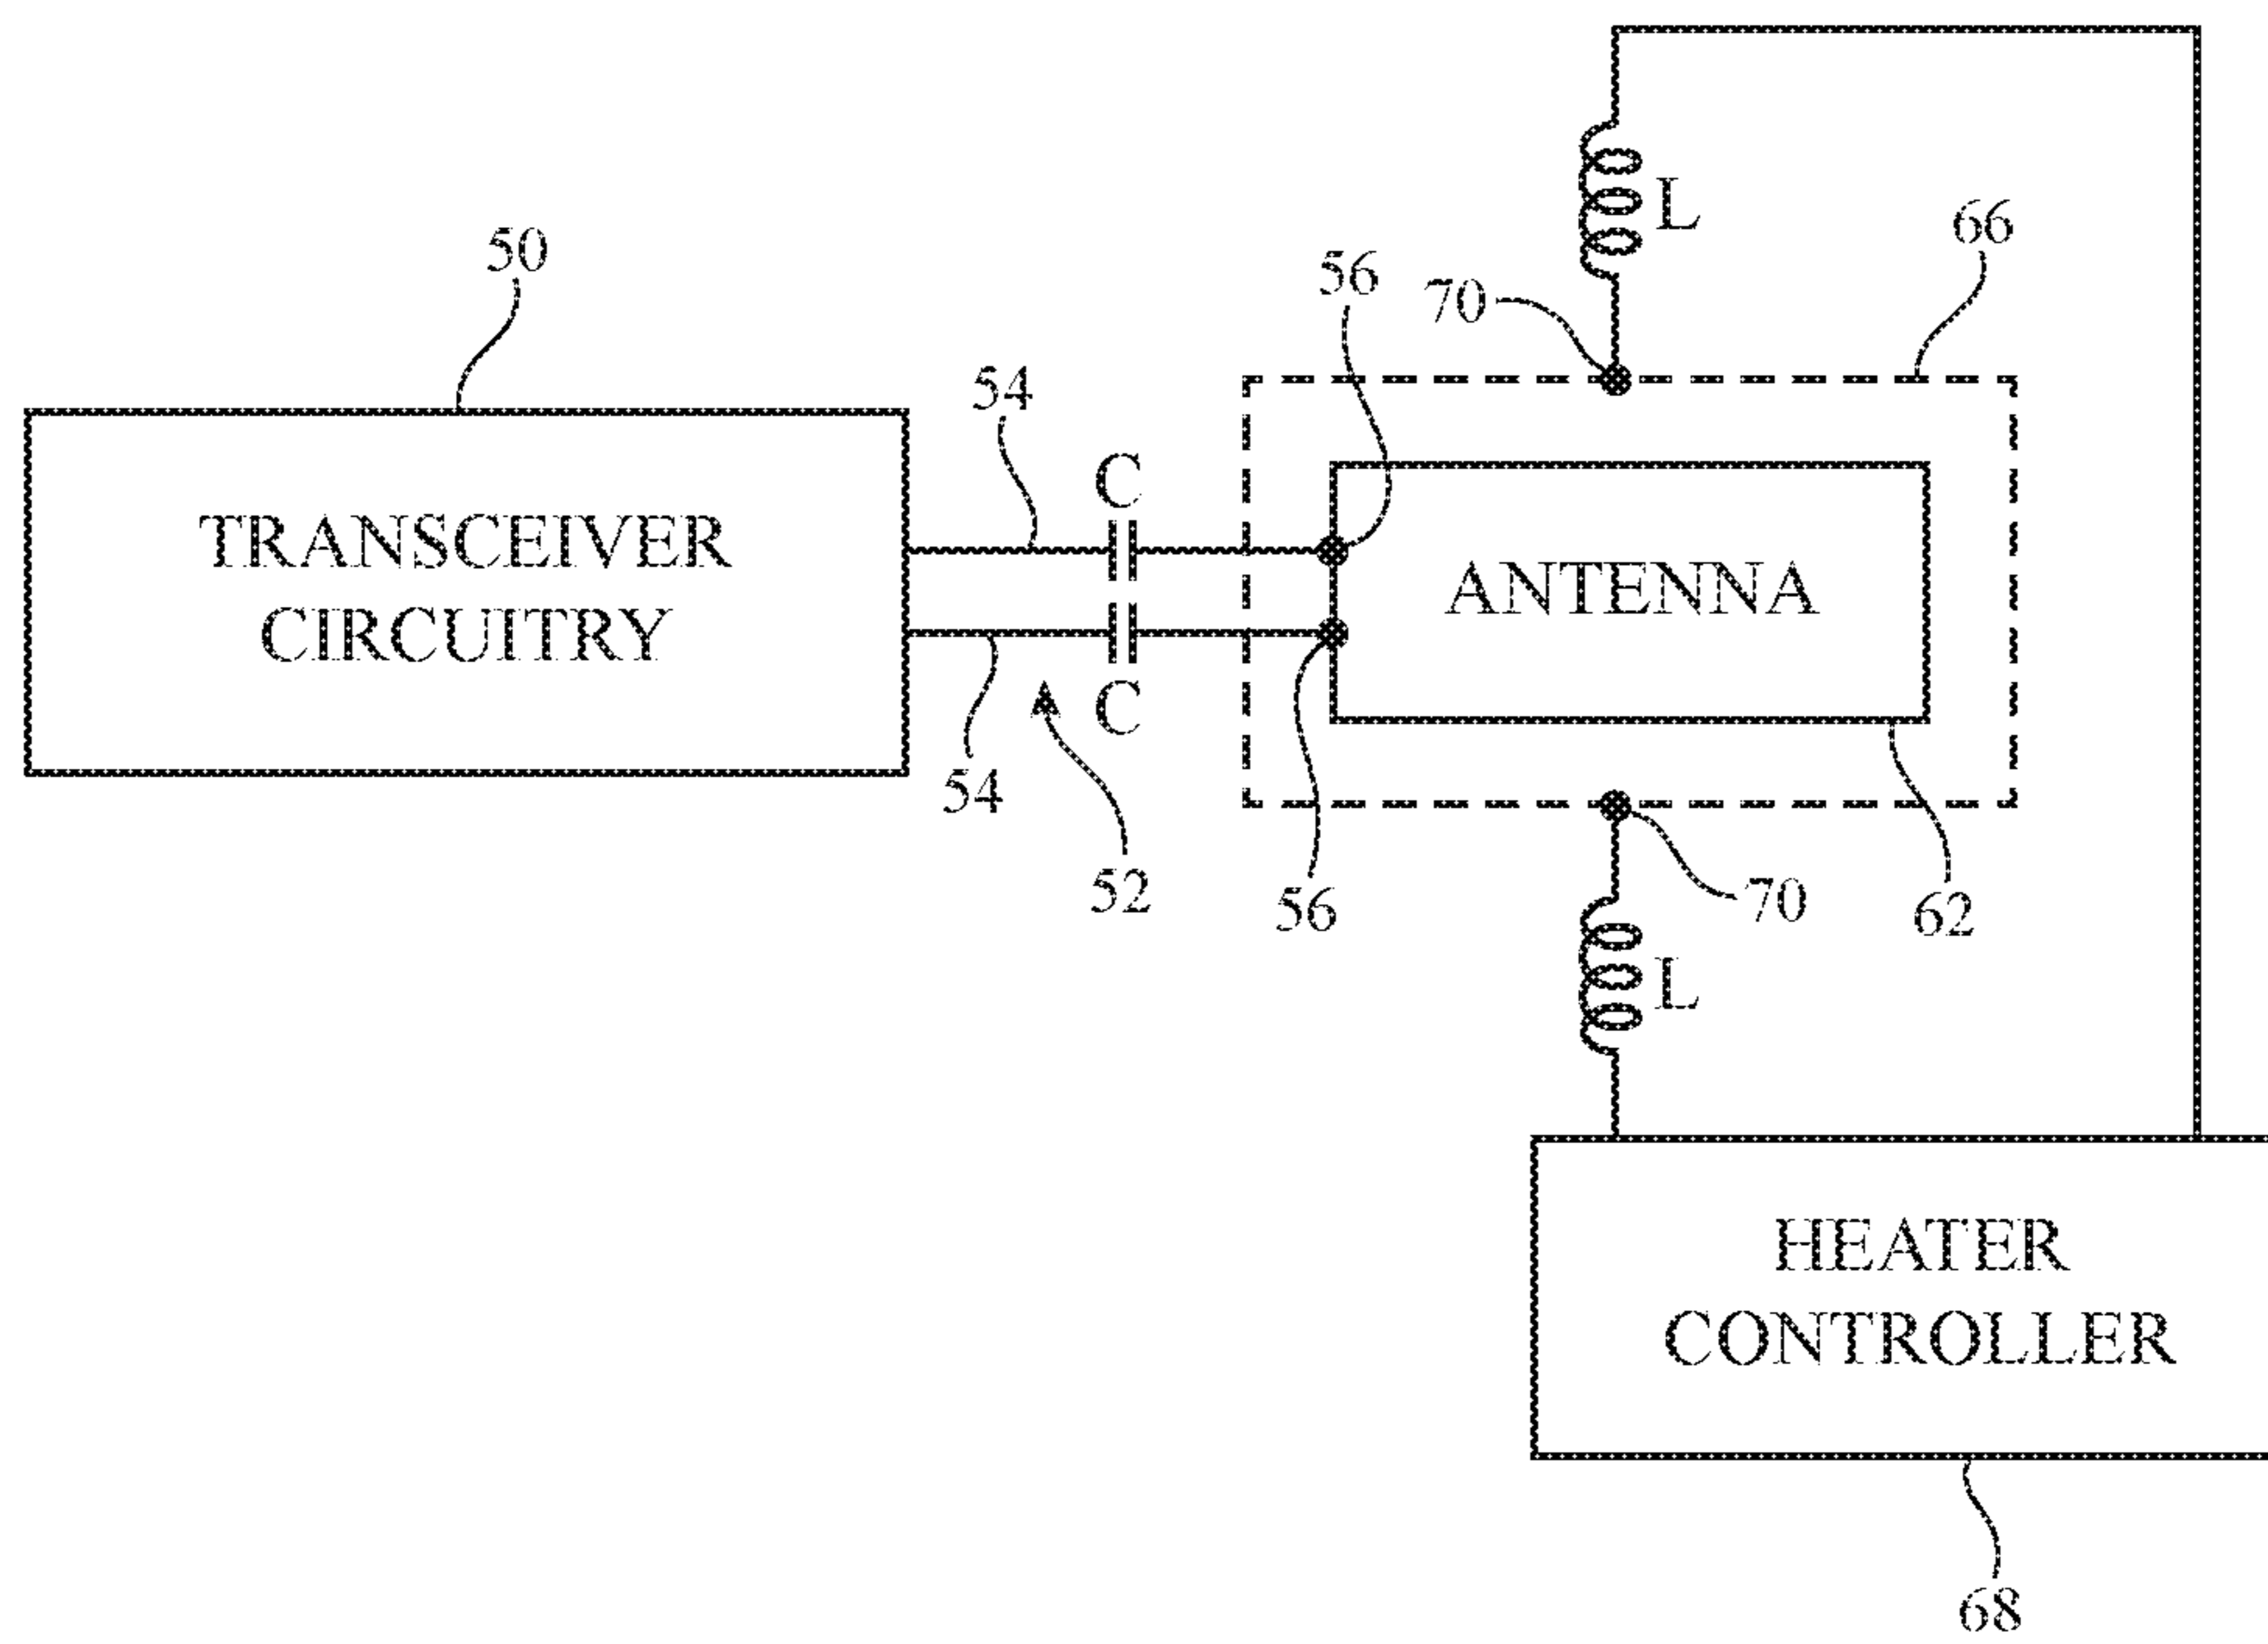 L
66
50
56
70
54
C
TRANSCEIVER
CIRCUITRY
ANTENNA
C
54
52
56
70
62
L
HEATER
CONTROLLER
68